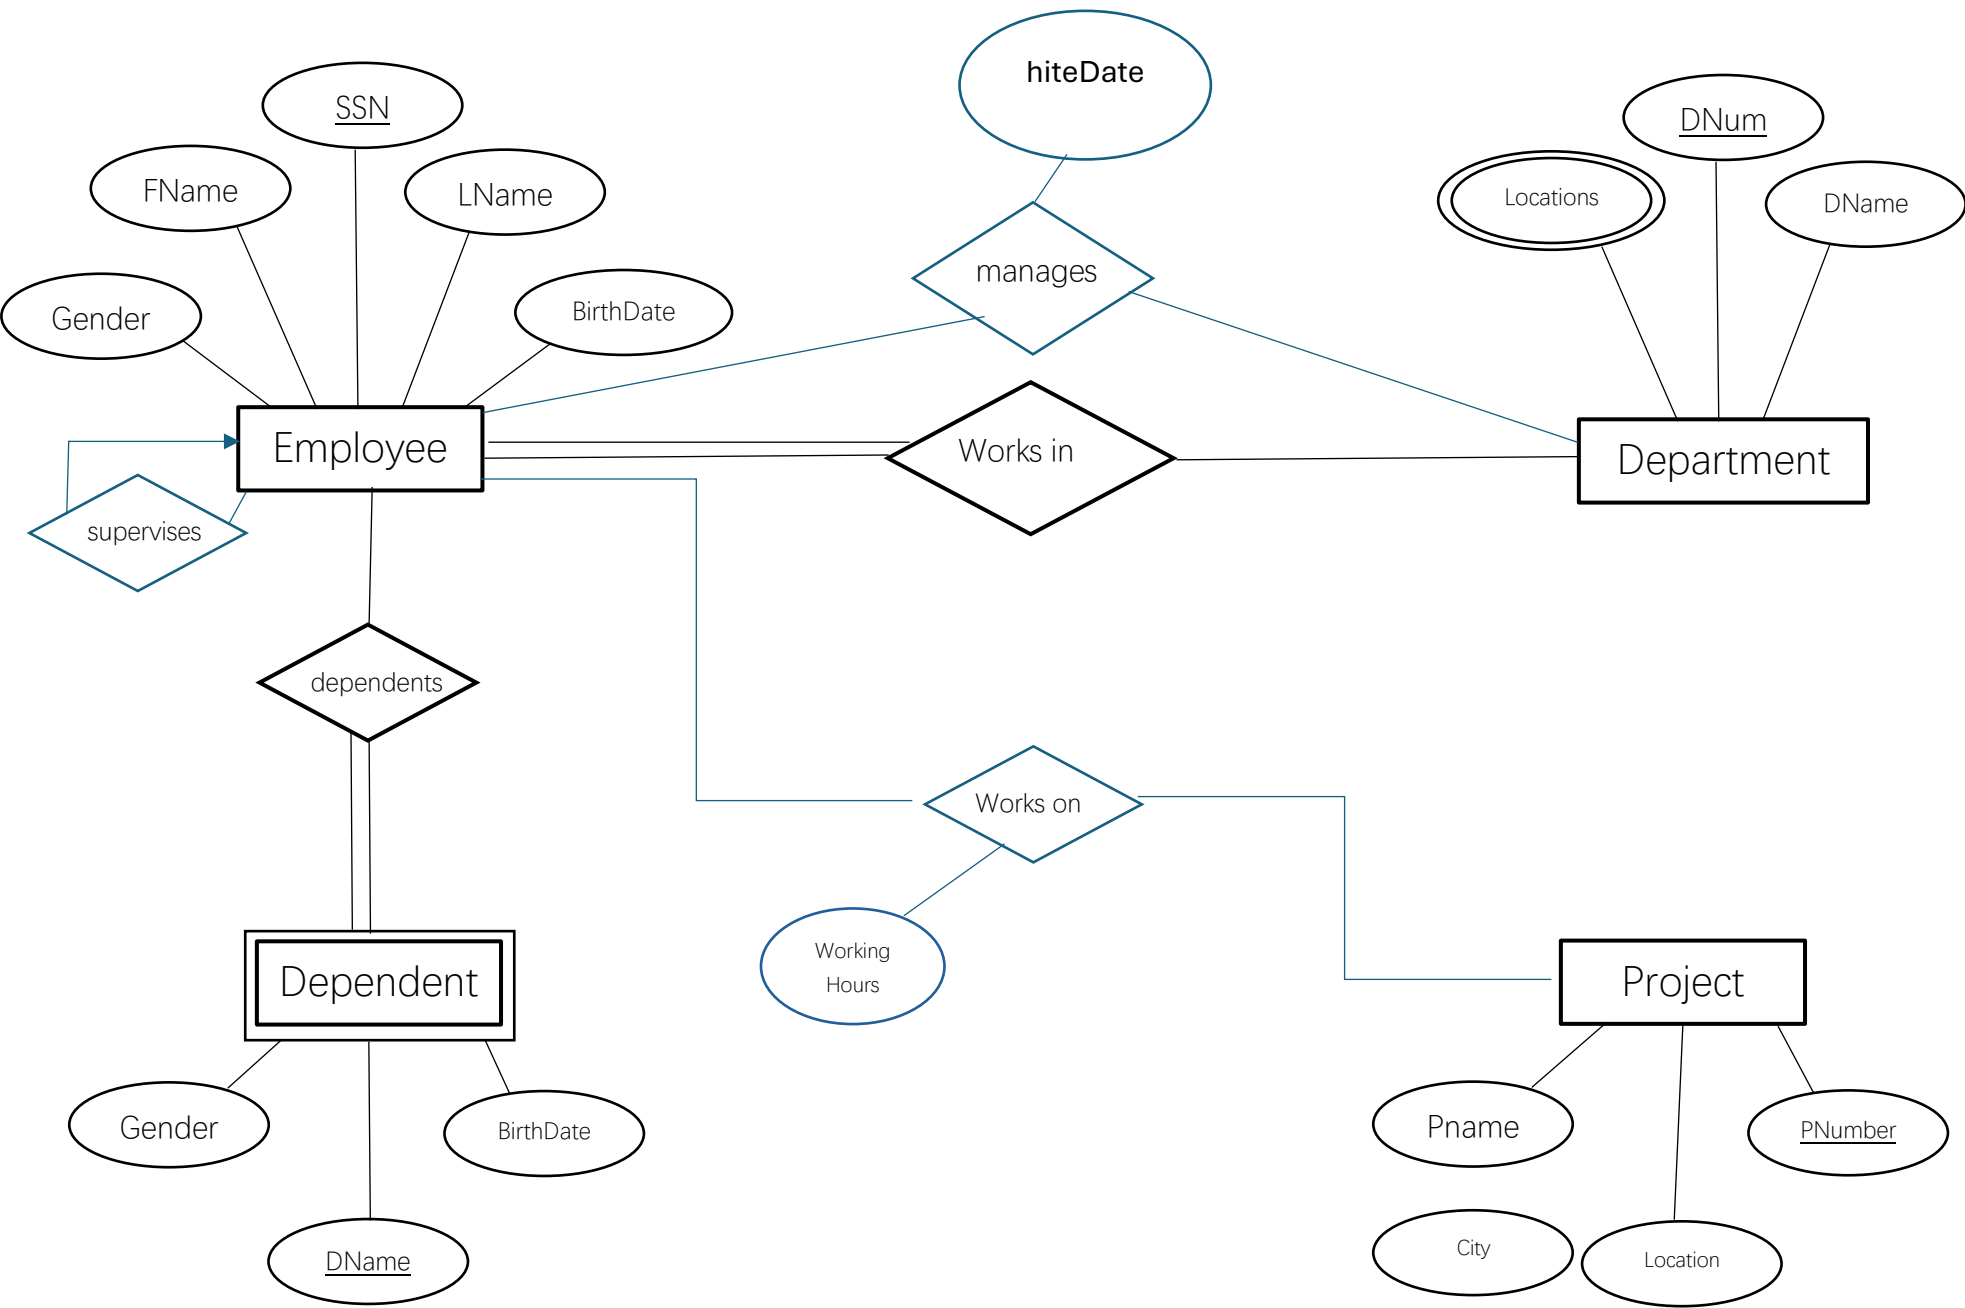 hiteDate
SSN
DNum
FName
LName
Locations
DName
manages
Gender
BirthDate
Employee
Works in
Department
supervises
dependents
Works on
Working
Hours
Dependent
Project
Gender
BirthDate
Pname
PNumber
DName
City
Location